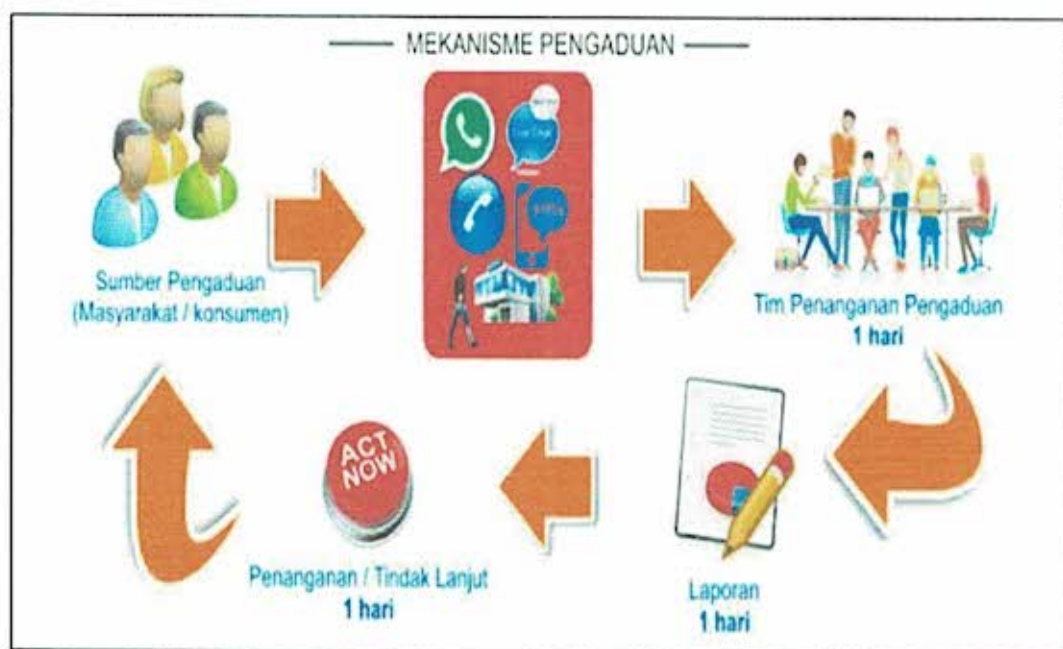 MEKANISME PENGADUAN
Sumber Pengaduan
(Masyarakat / konsumen)
Tim Penanganan Pengaduan
1 hari
ACT
NOW
Penanganan / Tindak Lanjut
1 hari
Laporan
1 hari